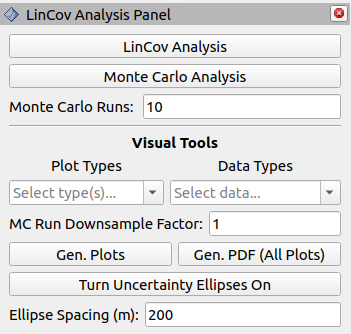 LinCov Analysis Panel
LinCov Analysis
Monte Carlo Analysis
Monte Carlo Runs: 10
Visual Tools
Plot Types Data Types
Select type(s)... Select data...
MC Run Downsample Factor: 1
Gen. Plots Gen. PDF (All Plots)
Turn Uncertainty Ellipses On
Ellipse Spacing (m): 200